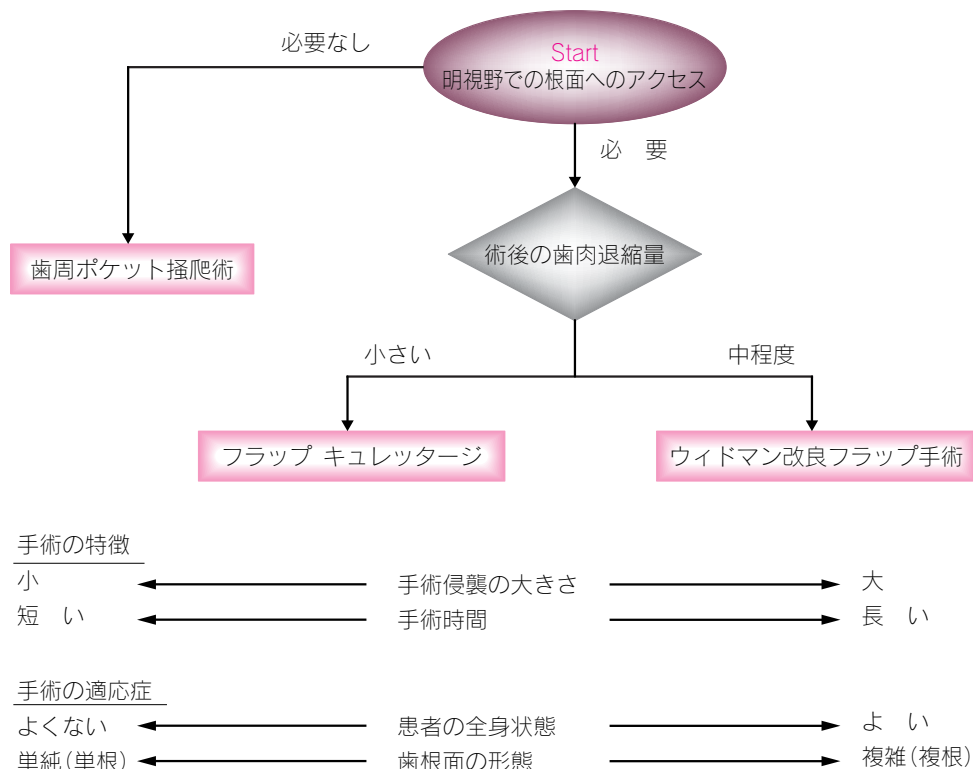 必要なし
Start
明視野での根面へのアクセス
必 要
術後の歯肉退縮量
歯周ポケット掻爬術
小さい
中程度
フラップ キュレッタージ
ウィドマン改良フラップ手術
手術の特徴
小 手術侵襲の大きさ 大
短 い 手術時間 長 い
手術の適応症
よくない 患者の全身状態 よ い
単純(単根) 歯根面の形態 複雑(複根)